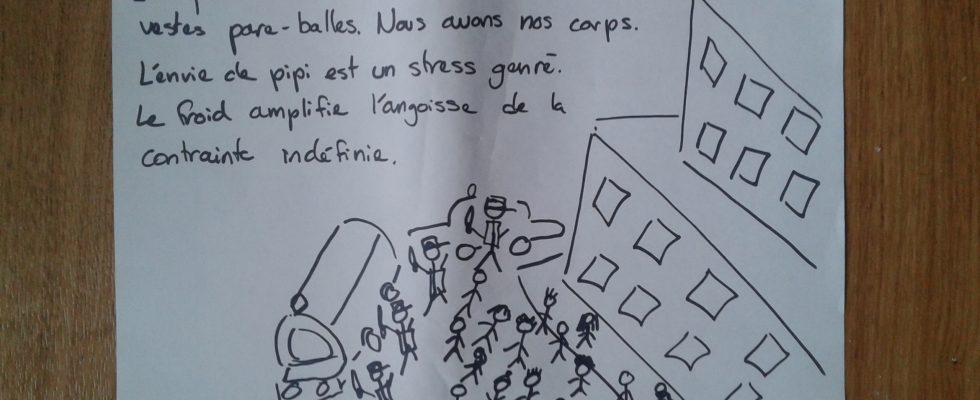 vestes pare-balles. Nous avons nos corps.
L'envie de pipi est un stress genré.
Le froid amplifie l'angoisse de la
contrainte indéfinie.